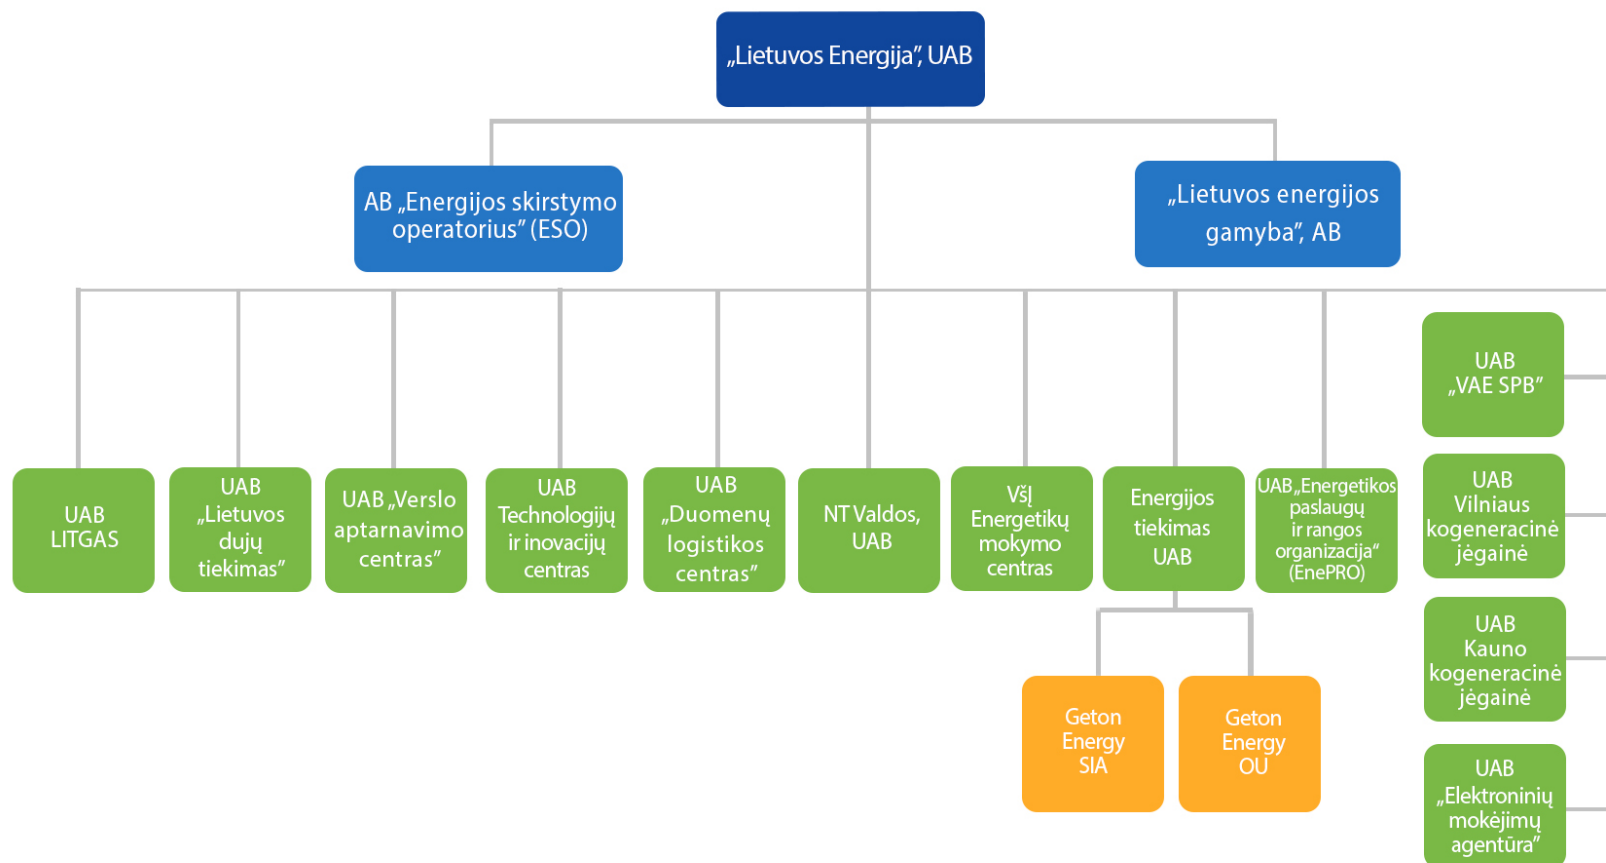 „Lietuvos Energija”, UAB
AB „Energijos skirstymo
operatorius” (ESO)
„Lietuvos energijos
gamyba”, AB
UAB
„VAE SPB”
UAB
LITGAS
UAB
„Lietuvos
dujų
tiekimas”
UAB „Verslo
aptarnavimo
centras”
UAB
Technologijų
ir inovacijų
centras
UAB
„Duomenų
logistikos
centras”
NT Valdos,
UAB
VšĮ
Energetikų
mokymo
centras
Energijos
tiekimas
UAB
UAB „Energetikos
paslaugų
ir rangos
organizacija“
(EnePRO)
UAB
Vilniaus
kogeneracinė
jėgainė
UAB
Kauno
kogeneracinė
jėgainė
Geton
Energy
SIA
Geton
Energy
OU
UAB
„Elektroninių
mokėjimų
agentūra”